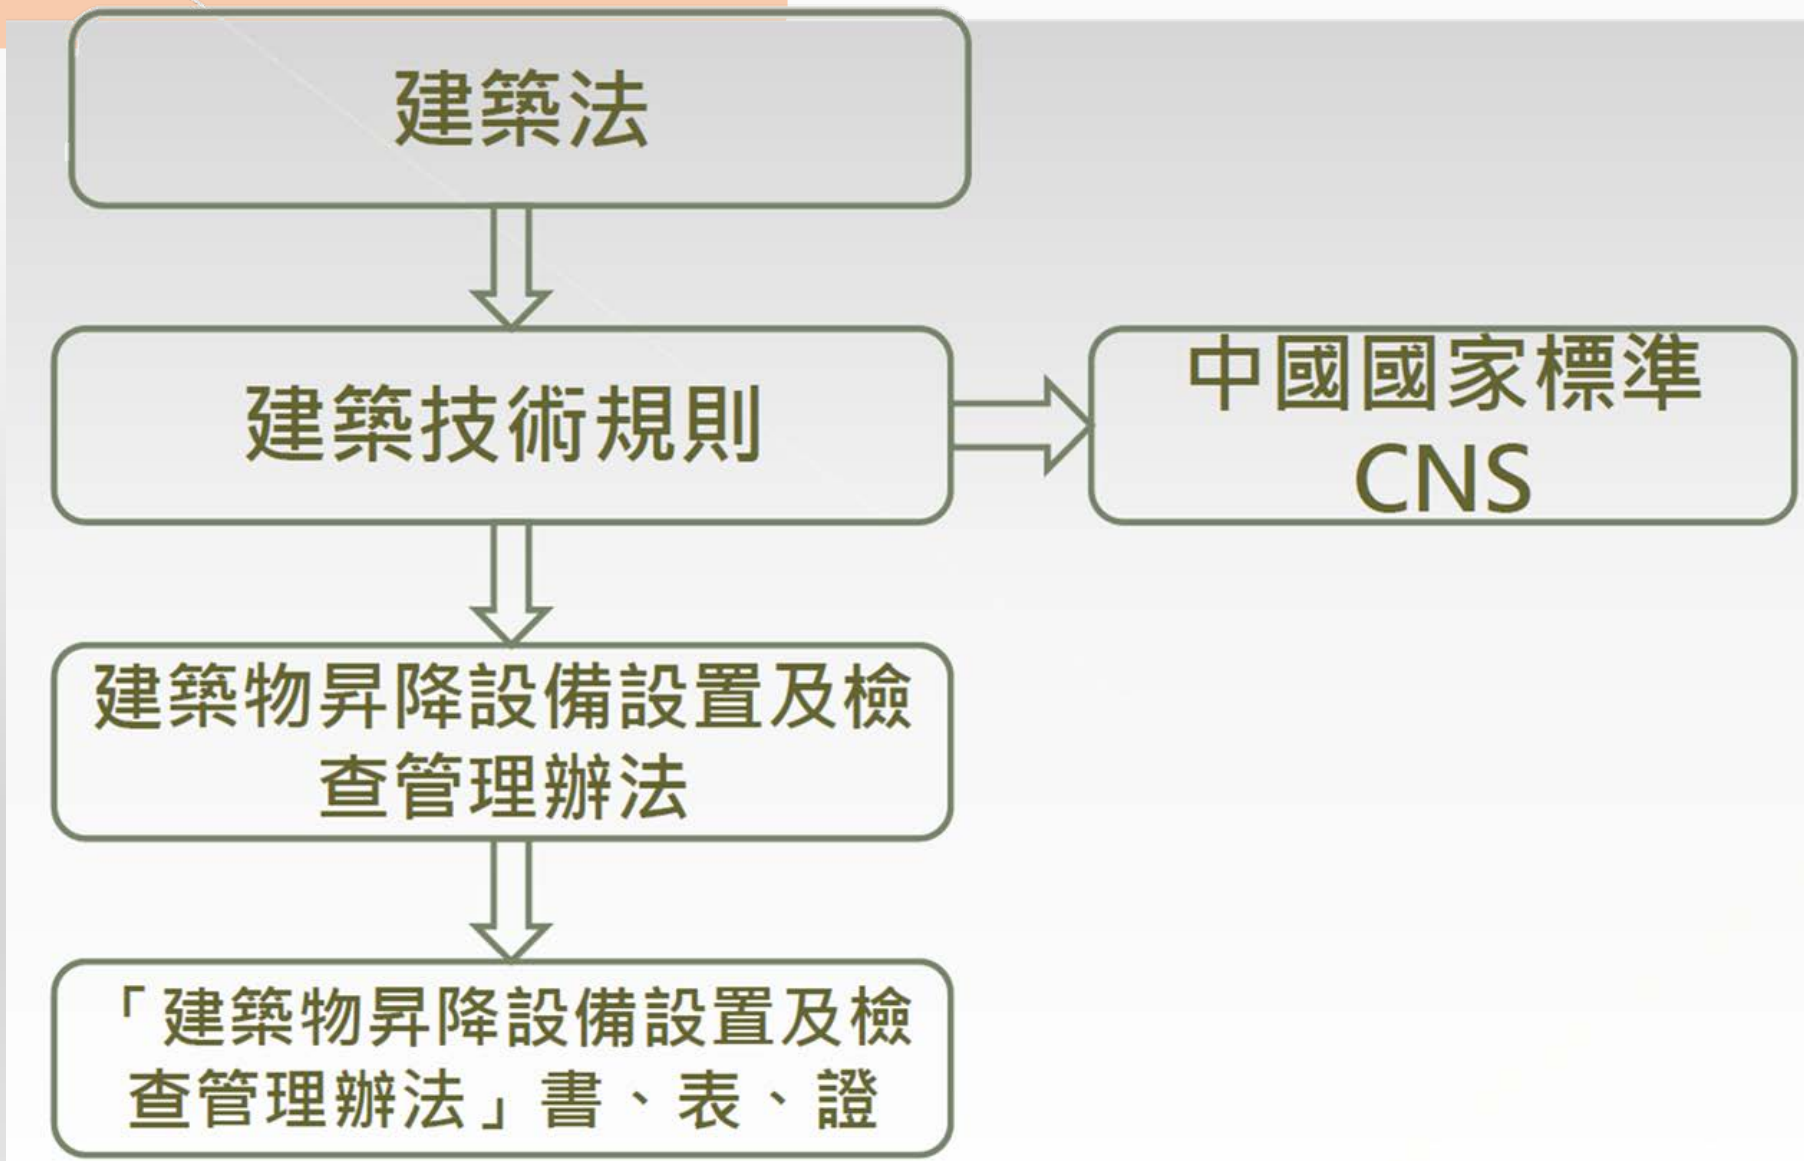 建築法
建築技術規則
中國國家標準
CNS
建築物昇降設備設置及檢
查管理辦法
「建築物昇降設備設置及檢
查管理辦法」書、表、證